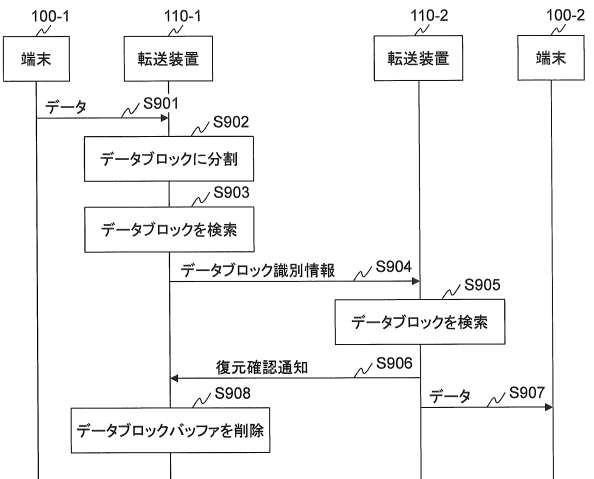 100-1
110-1
110-2
100-2
端末
転送装置
転送装置
端末
データ
S901
S902
データブロックに分割
S903
データブロックを検索
データブロック識別情報
S904
S905
データブロックを検索
復元確認通知
S906
データ
S907
S908
データブロックバッファを削除